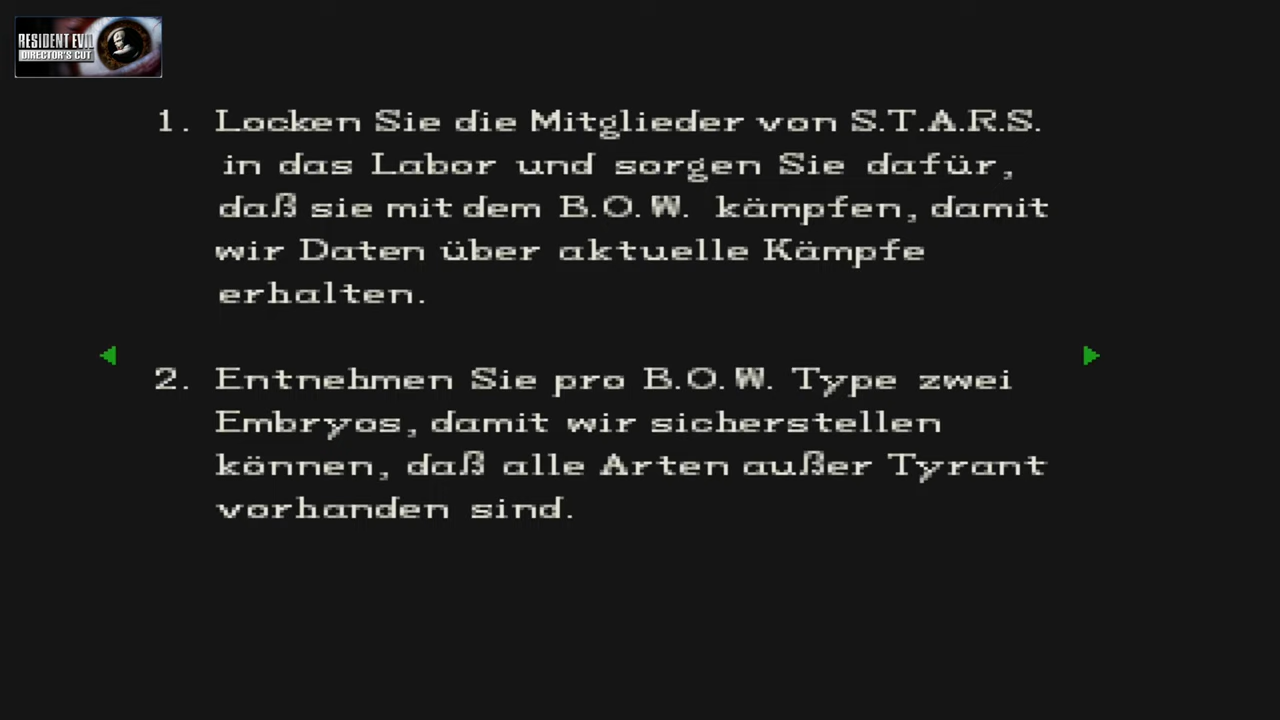 RESIDENT EVIL
DIRECTOR'S CUT
1. Locken Sie die Mitglieder von S.T.A.R.S.
in das Labor und sorgen Sie dafür,
daß sie mit dem B.O.W. kämpfen, damit
wir Daten über aktuelle Kämpfe
erhalten.
2. Entnehmen Sie pro B.O.W. Type zwei
Embryos, damit wir sicherstellen
können, daß alle Arten außer Tyrant
vorhanden sind.